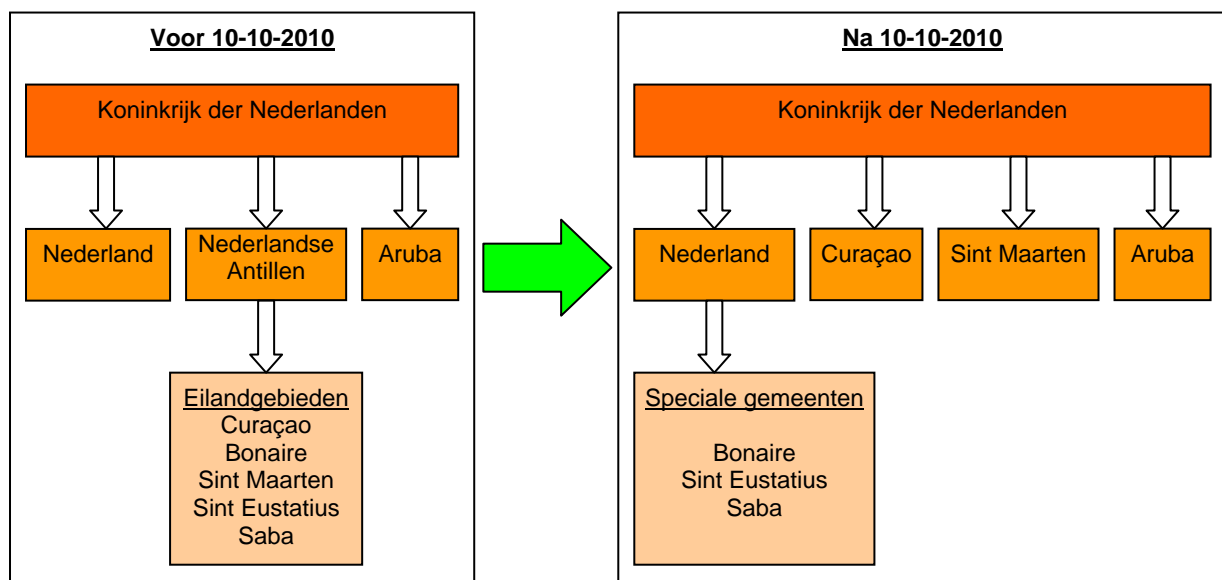 Voor 10-10-2010
Koninkrijk der Nederlanden
Nederland
Nederlandse
Antillen
Aruba
Eilandgebieden
Curaçao
Bonaire
Sint Maarten
Sint Eustatius
Saba
Na 10-10-2010
Koninkrijk der Nederlanden
Nederland
Curaçao
Sint Maarten
Aruba
Speciale gemeenten
Bonaire
Sint Eustatius
Saba